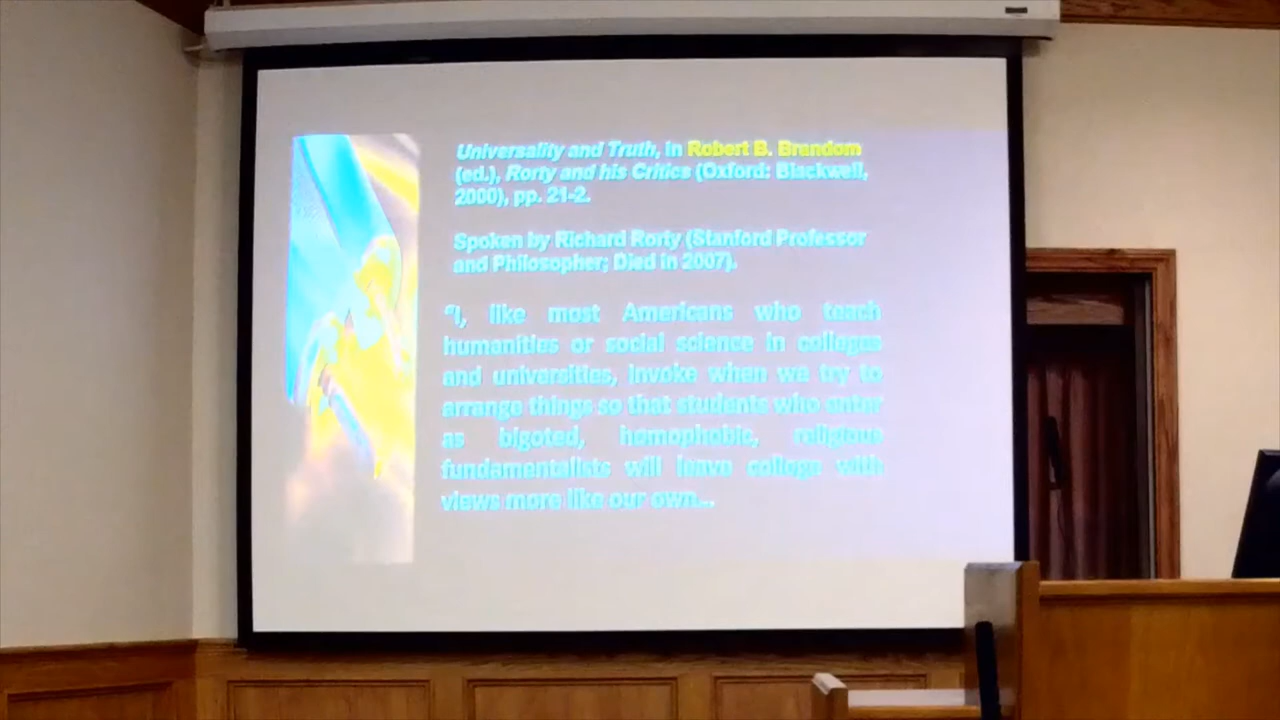 Universality and Truth, in Robert B. Brandom
(ed.), Rorty and his Critics (Oxford: Blackwell,
2000), pp. 21-2.
Spoken by Richard Rorty (Stanford Professor
and Philosopher; Died in 2007).
“I, like most Americans who teach
humanities or social science in colleges
and universities, invoke when we try to
arrange things so that students who enter
as bigoted, homophobic, religious
fundamentalists will leave college with
views more like our own...